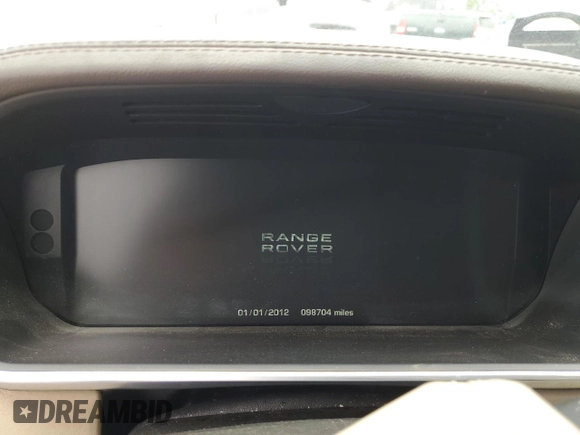 RANGE
ROVER
01/01/2012 098704 miles
DREAMBID